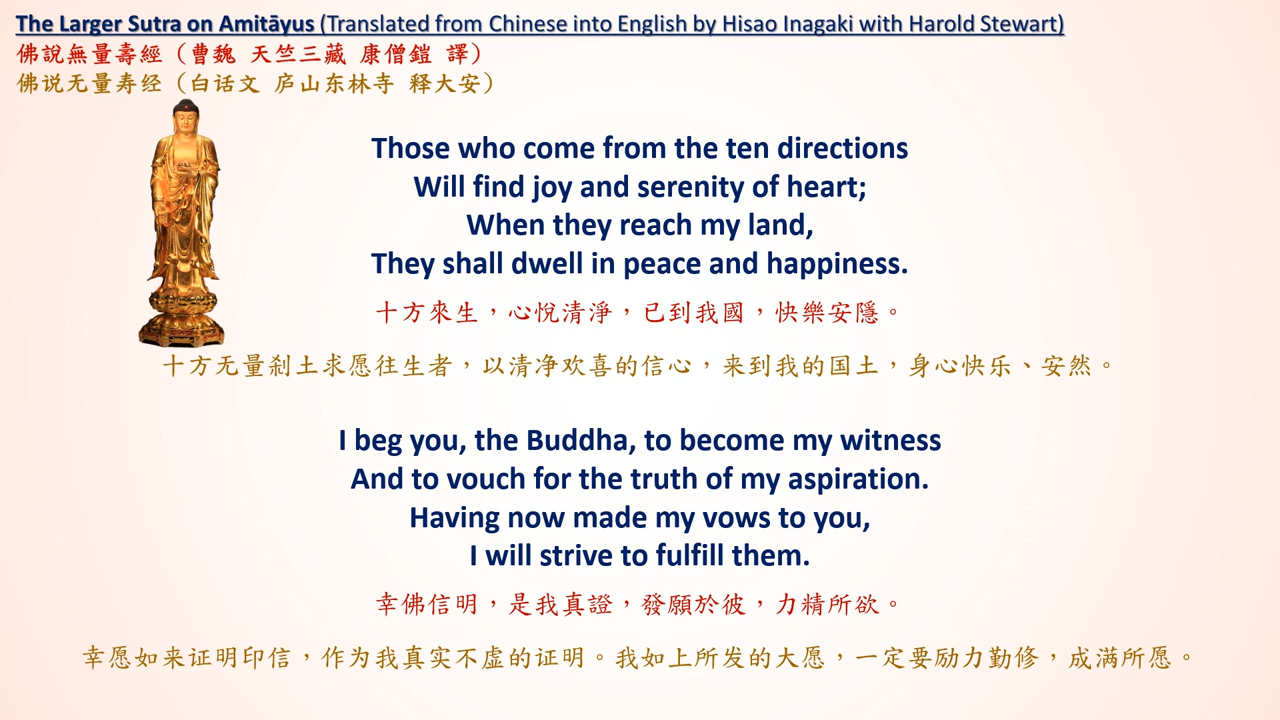 The Larger Sutra on Amitāyus (Translated from Chinese into English by Hisao Inagaki with Harold Stewart)
佛說無量壽經（曹魏 天竺三藏 康僧鎧 譯）
佛说无量寿经（白话文 庐山东林寺 释大安）
Those who come from the ten directions
Will find joy and serenity of heart;
When they reach my land,
They shall dwell in peace and happiness.
十方來生，心悅清淨，已到我國，快樂安隱。
十方无量剎土求愿往生者，以清净欢喜的信心，来到我的国土，身心快乐、安然。
I beg you, the Buddha, to become my witness
And to vouch for the truth of my aspiration.
Having now made my vows to you,
I will strive to fulfill them.
幸佛信明，是我真證，發願於彼，力精所欲。
幸愿如来证明印信，作为我真实不虚的证明。我如上所发的大愿，一定要励力勤修，成满所愿。